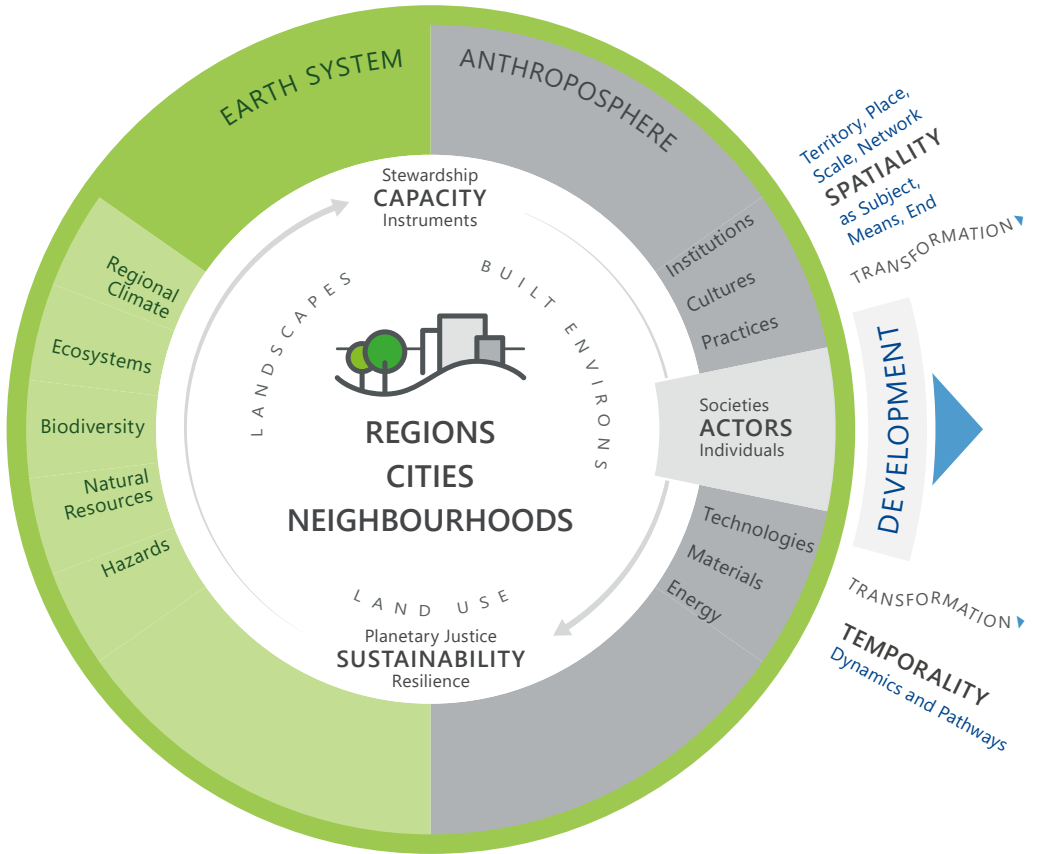 EARTH SYSTEM
ANTHROPOSPHERE
Territory, Place,
Scale, Network
SPATIALITY
as Subject,
Means, End
TRANSFORMATION
Stewardship
CAPACITY
Instruments
LANDSCAPES
BUILT ENVIRONS
Regional
Climate
Ecosystems
Biodiversity
Natural
Resources
Hazards
Institutions
Cultures
Practices
Societies
ACTORS
Individuals
Technologies
Materials
Energy
REGIONS
CITIES
NEIGHBOURHOODS
LAND USE
Planetary Justice
SUSTAINABILITY
Resilience
DEVELOPMENT
TRANSFORMATION
TEMPORALITY
Dynamics and Pathways